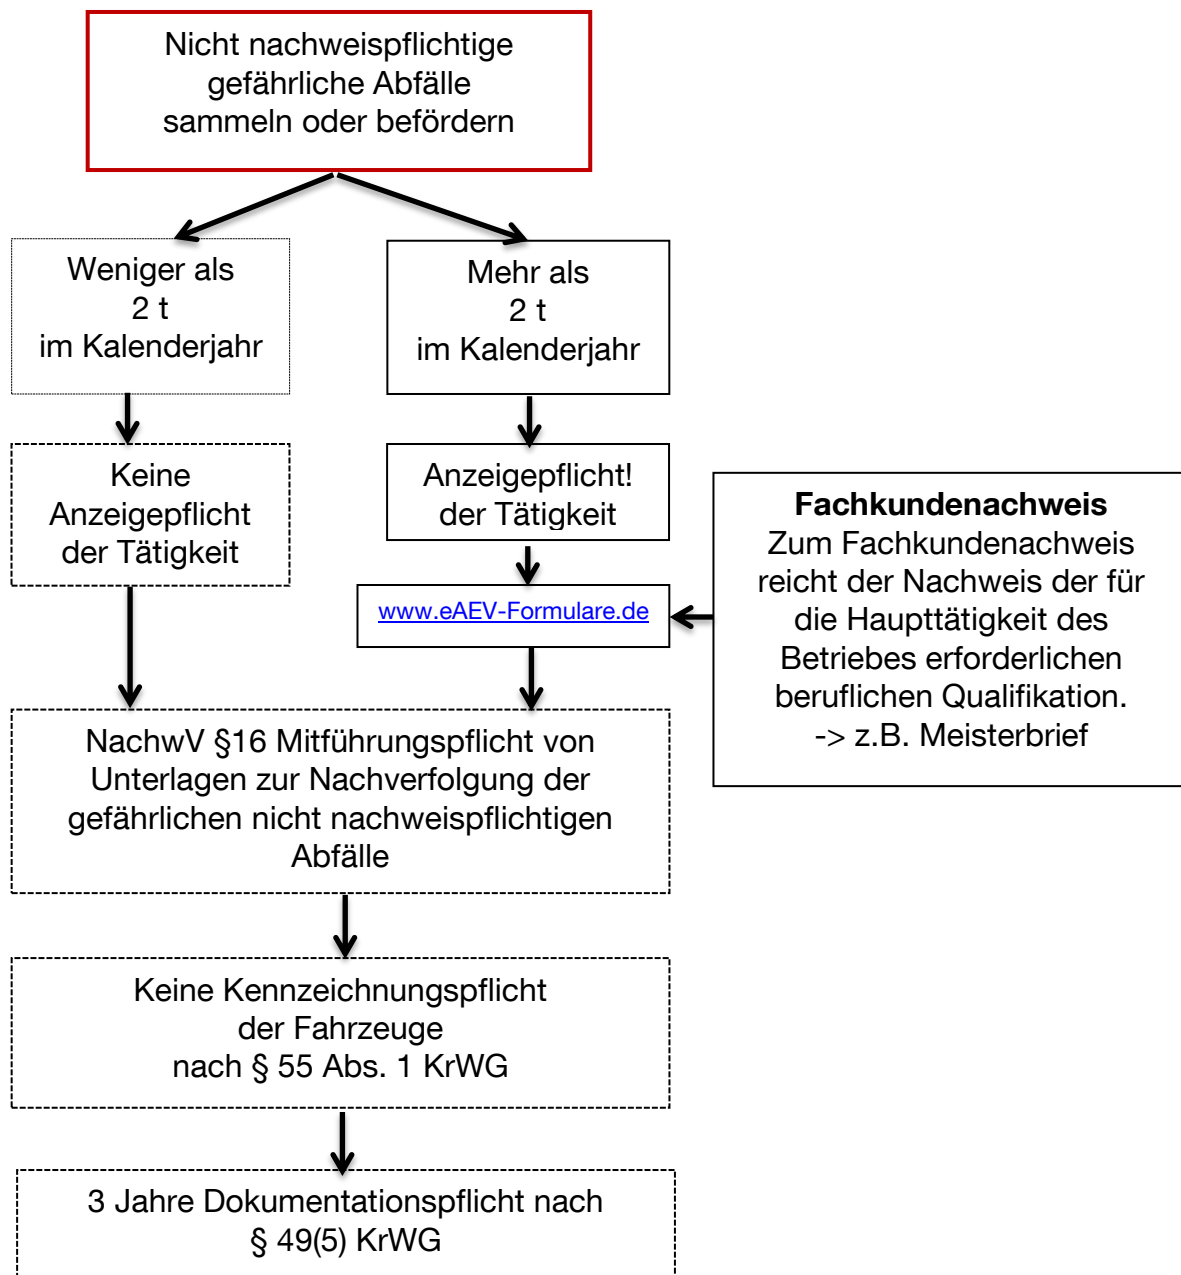 Nicht nachweispflichtige
gefährliche Abfälle
sammeln oder befördern
Weniger als
2 t
im Kalenderjahr
Mehr als
2 t
im Kalenderjahr
Keine
Anzeigepflicht
der Tätigkeit
Anzeigepflicht!
der Tätigkeit
www.eAEV-Formulare.de
Fachkundenachweis
Zum Fachkundenachweis
reicht der Nachweis der für
die Haupttätigkeit des
Betriebes erforderlichen
beruflichen Qualifikation.
-> z.B. Meisterbrief
NachwV §16 Mitführungspflicht von
Unterlagen zur Nachverfolgung der
gefährlichen nicht nachweispflichtigen
Abfälle
Keine Kennzeichnungspflicht
der Fahrzeuge
nach § 55 Abs. 1 KrWG
3 Jahre Dokumentationspflicht nach
§ 49(5) KrWG